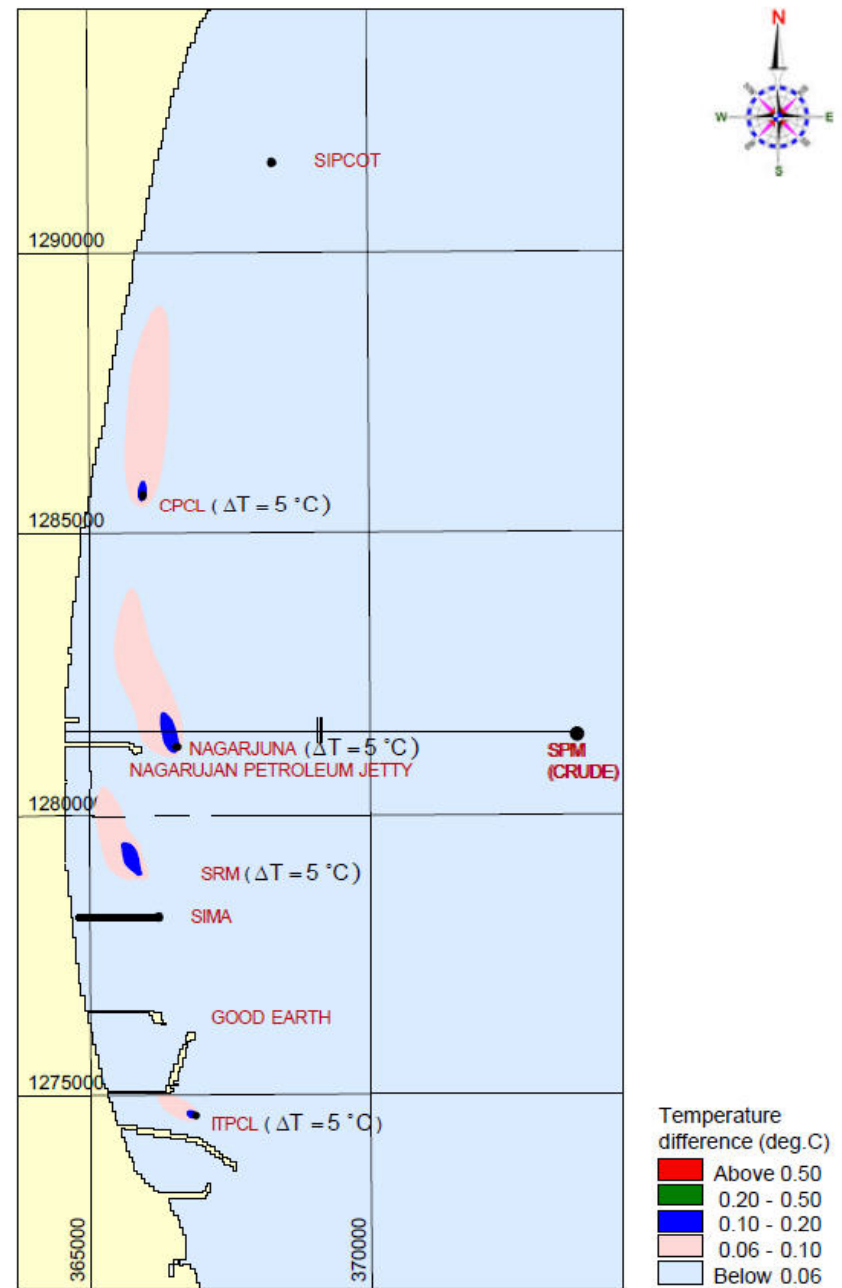 N
W
E
S
SIPCOT
1290000
CPCL ( ΔT = 5 °C )
1285000
NAGARJUNA ( ΔT = 5 °C )
NAGARUJAN PETROLEUM JETTY
SPM
(CRUDE)
128000
SRM ( ΔT = 5 °C )
SIMA
GOOD EARTH
1275000
ITPCL ( ΔT = 5 °C )
365000
370000
Temperature
difference (deg.C)
Above 0.50
0.20 - 0.50
0.10 - 0.20
0.06 - 0.10
Below 0.06